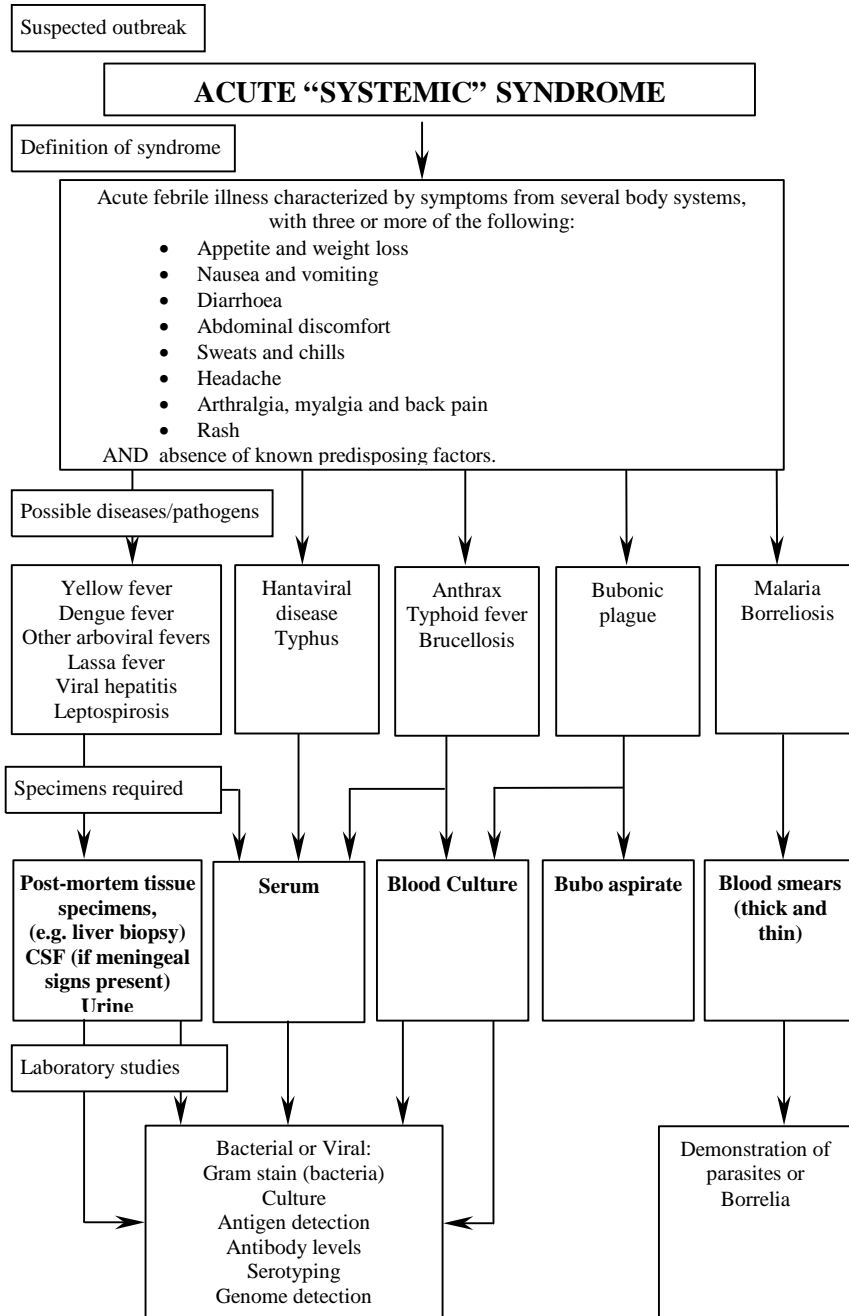 Suspected outbreak
ACUTE “SYSTEMIC” SYNDROME
Definition of syndrome
Acute febrile illness characterized by symptoms from several body systems,
with three or more of the following:
• Appetite and weight loss
• Nausea and vomiting
• Diarrhoea
• Abdominal discomfort
• Sweats and chills
• Headache
• Arthralgia, myalgia and back pain
• Rash
AND absence of known predisposing factors.
Possible diseases/pathogens
Yellow fever
Dengue fever
Other arboviral fevers
Lassa fever
Viral hepatitis
Leptospirosis
Hantaviral
disease
Typhus
Anthrax
Typhoid fever
Brucellosis
Bubonic
plague
Malaria
Borreliosis
Specimens required
Post-mortem tissue
specimens,
(e.g. liver biopsy)
CSF (if meningeal
signs present)
Urine
Serum
Blood Culture
Bubo aspirate
Blood smears
(thick and
thin)
Laboratory studies
Bacterial or Viral:
Gram stain (bacteria)
Culture
Antigen detection
Antibody levels
Serotyping
Genome detection
Demonstration of
parasites or
Borrelia